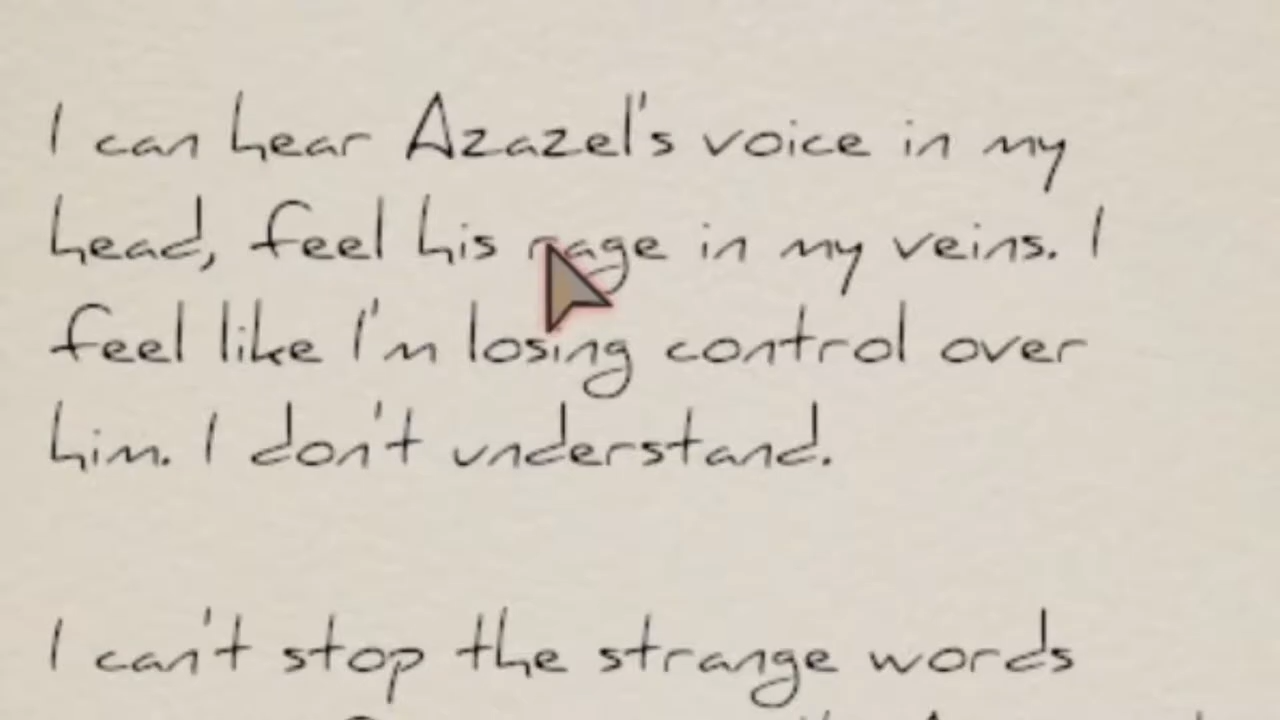 I can hear Azazel's voice in my
head, feel his rage in my veins. I
feel like I'm losing control over
him. I don't understand.
I can't stop the strange words